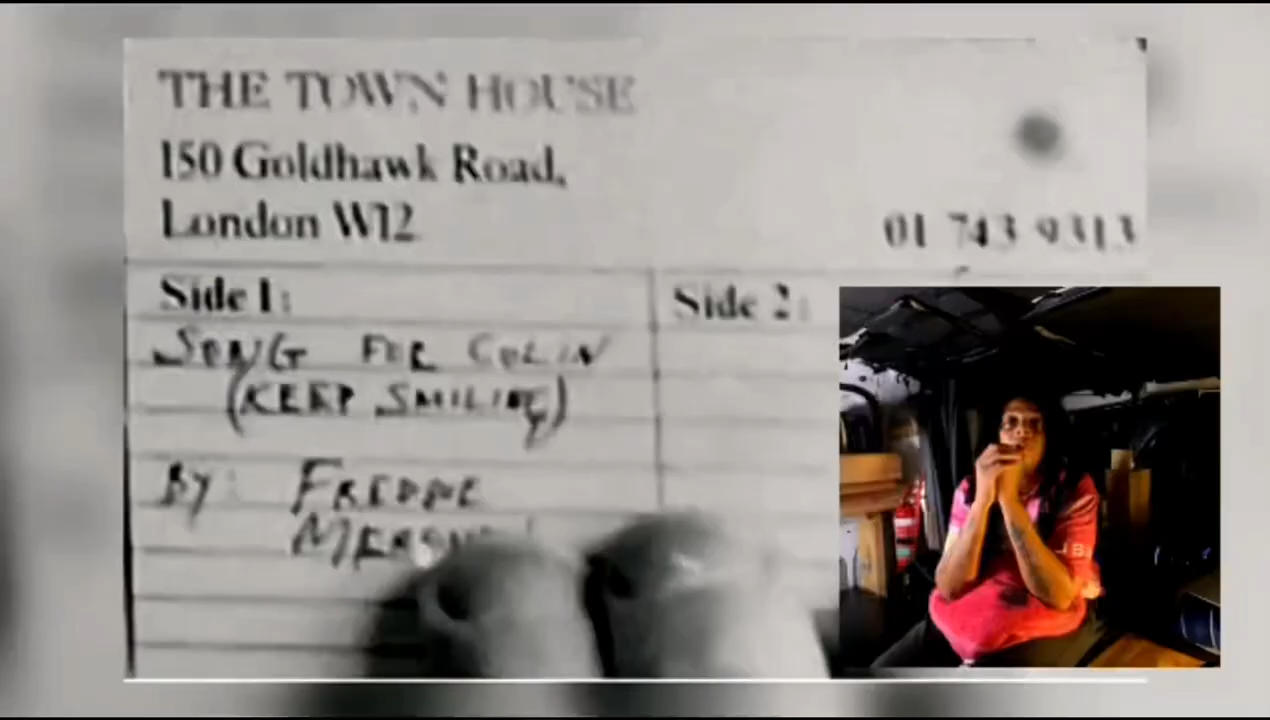 THE TOWN HOUSE
150 Goldhawk Road,
London W12
01 743 9313
Side 1:
Side 2:
SONG FOR COLIN
(KEEP SMILING)
BY: FREDDIE